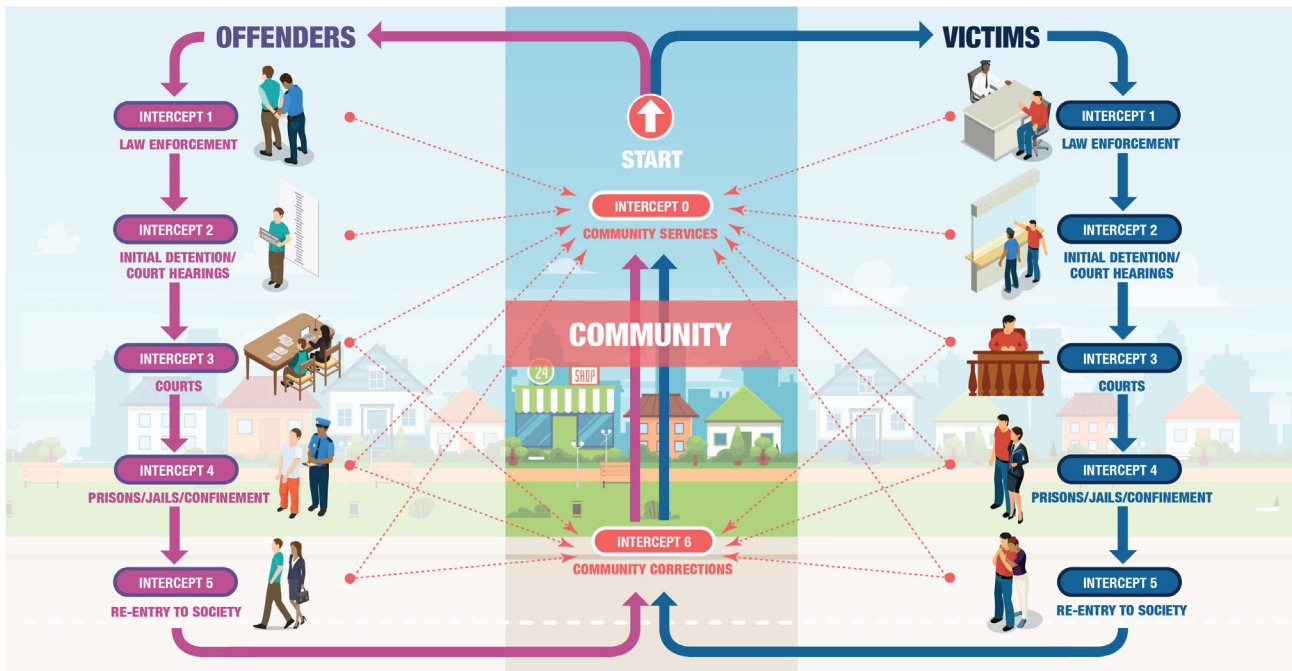 OFFENDERS
INTERCEPT 1
LAW ENFORCEMENT
INTERCEPT 2
INITIAL DETENTION/
COURT HEARINGS
INTERCEPT 3
COURTS
INTERCEPT 4
PRISONS/JAILS/CONFINEMENT
INTERCEPT 5
RE-ENTRY TO SOCIETY
START
INTERCEPT 0
COMMUNITY SERVICES
COMMUNITY
24
SHOP
INTERCEPT 6
COMMUNITY CORRECTIONS
VICTIMS
INTERCEPT 1
LAW ENFORCEMENT
INTERCEPT 2
INITIAL DETENTION/
COURT HEARINGS
INTERCEPT 3
COURTS
INTERCEPT 4
PRISONS/JAILS/CONFINEMENT
INTERCEPT 5
RE-ENTRY TO SOCIETY